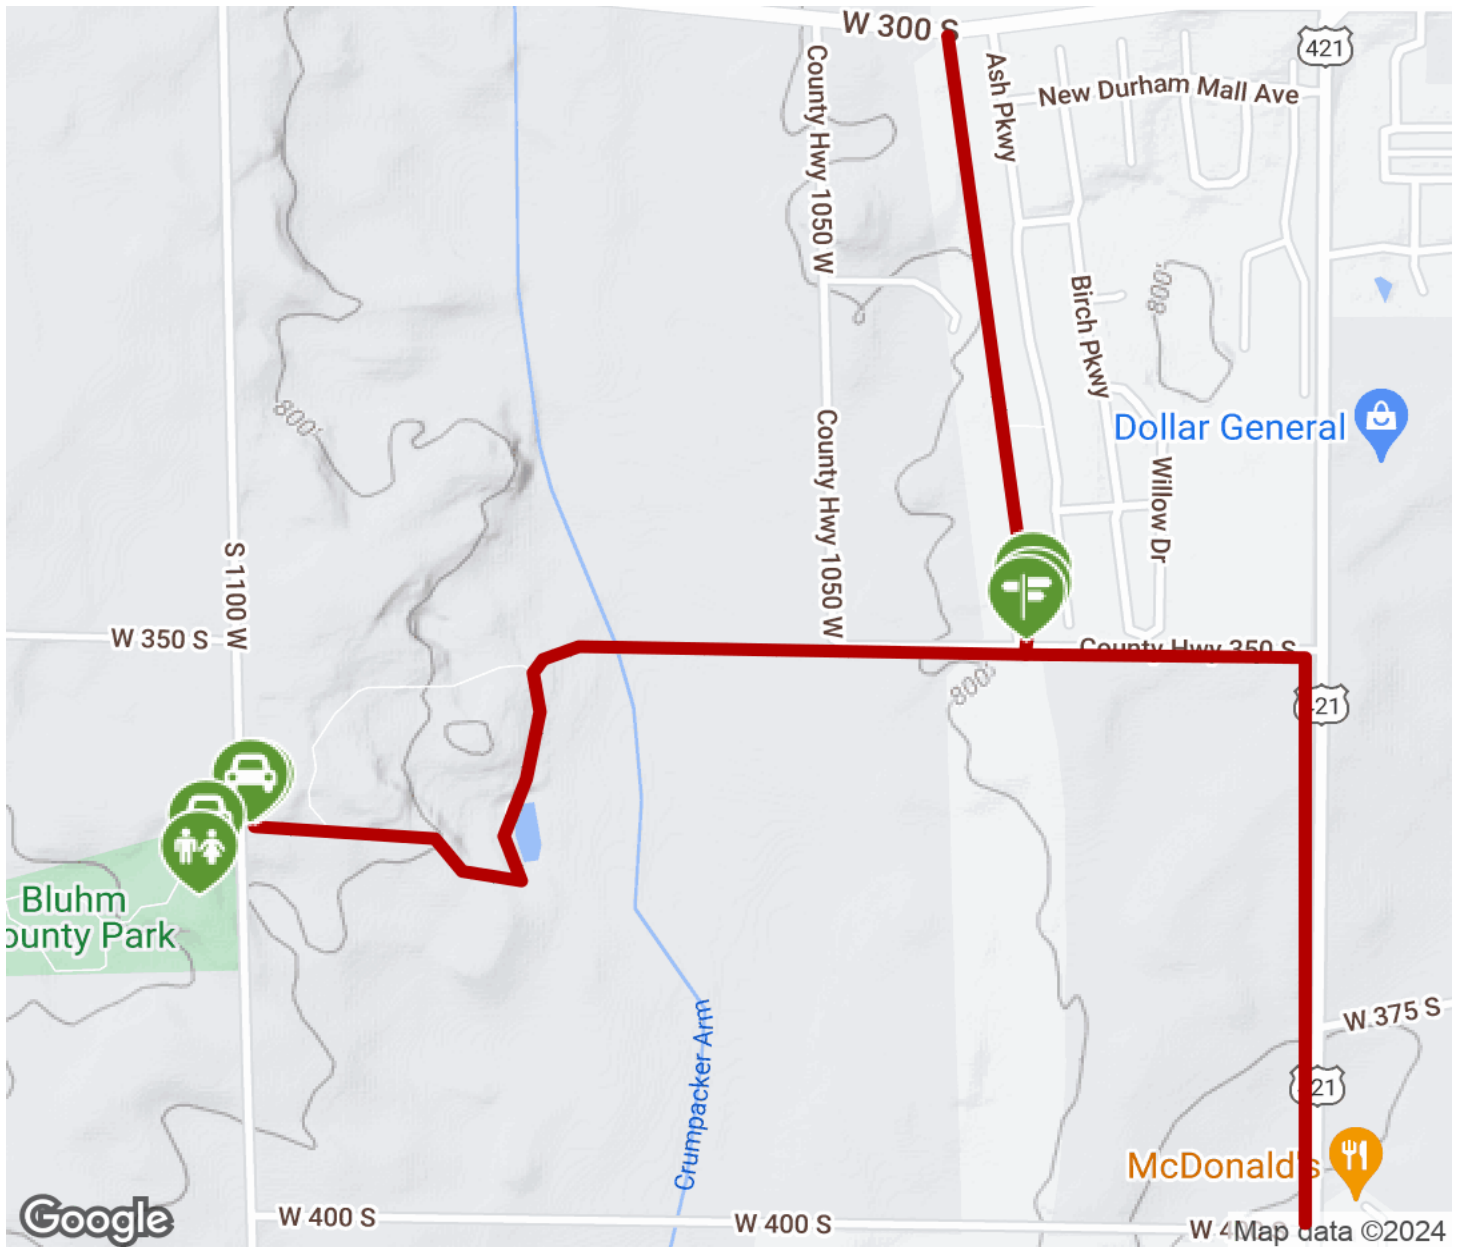 W 300 S
421
County Hwy 1050 W
Ash Pkwy
New Durham Mall Ave
Birch Pkwy
800'
800'
Dollar General
County Hwy 1050 W
Willow Dr
S 1100 W
W 350 S
County Hwy 350 S
800'
421
Bluhm
ounty Park
W 375 S
421
Crumpacker Arm
McDonald's
Google
W 400 S
W 400 S
W 4
Map data ©2024